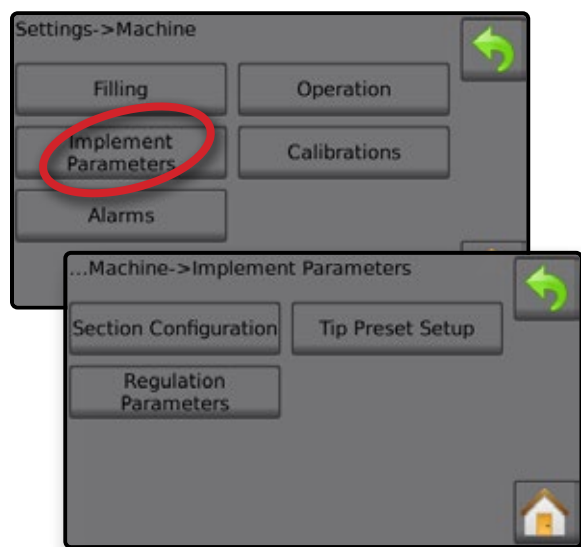 Settings->Machine
Filling
Operation
Implement
Parameters
Calibrations
Alarms
...Machine->Implement Parameters
Section Configuration
Tip Preset Setup
Regulation
Parameters